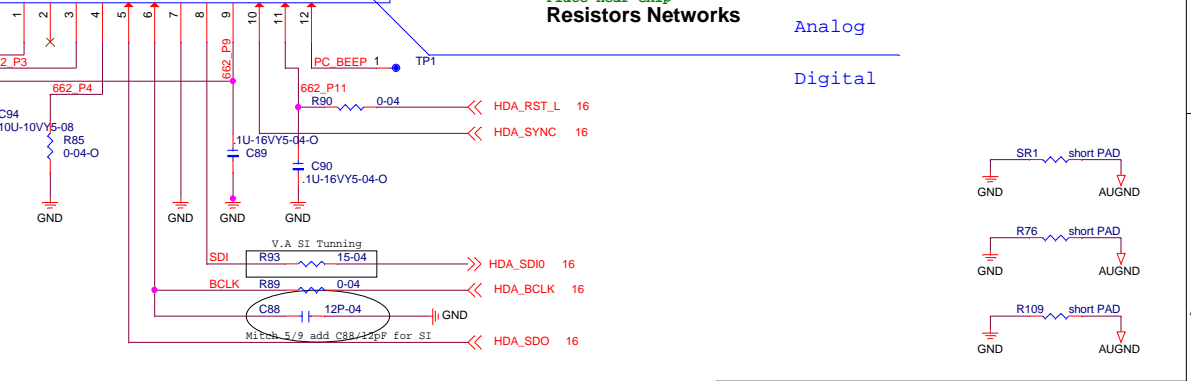 Place near chip
Resistors Networks
Analog
Digital
1
2
3
4
5
6
7
8
9
10
11
12
2_P3
662_P9
PC_BEEP
1
TP1
662_P4
662_P11
R90
0-04
HDA_RST_L
16
C94
10U-10VY5-08
R85
0-04-O
HDA_SYNC
16
.1U-16VY5-04-O
C89
C90
.1U-16VY5-04-O
SR1
short PAD
GND
AUGND
GND
GND
GND
GND
R76
short PAD
GND
AUGND
V.A SI Tunning
SDI
R93
15-04
HDA_SDI0
16
BCLK
R89
0-04
HDA_BCLK
16
C88
12P-04
GND
Mitch 5/9 add C88/12pF for SI
HDA_SDO
16
R109
short PAD
GND
AUGND